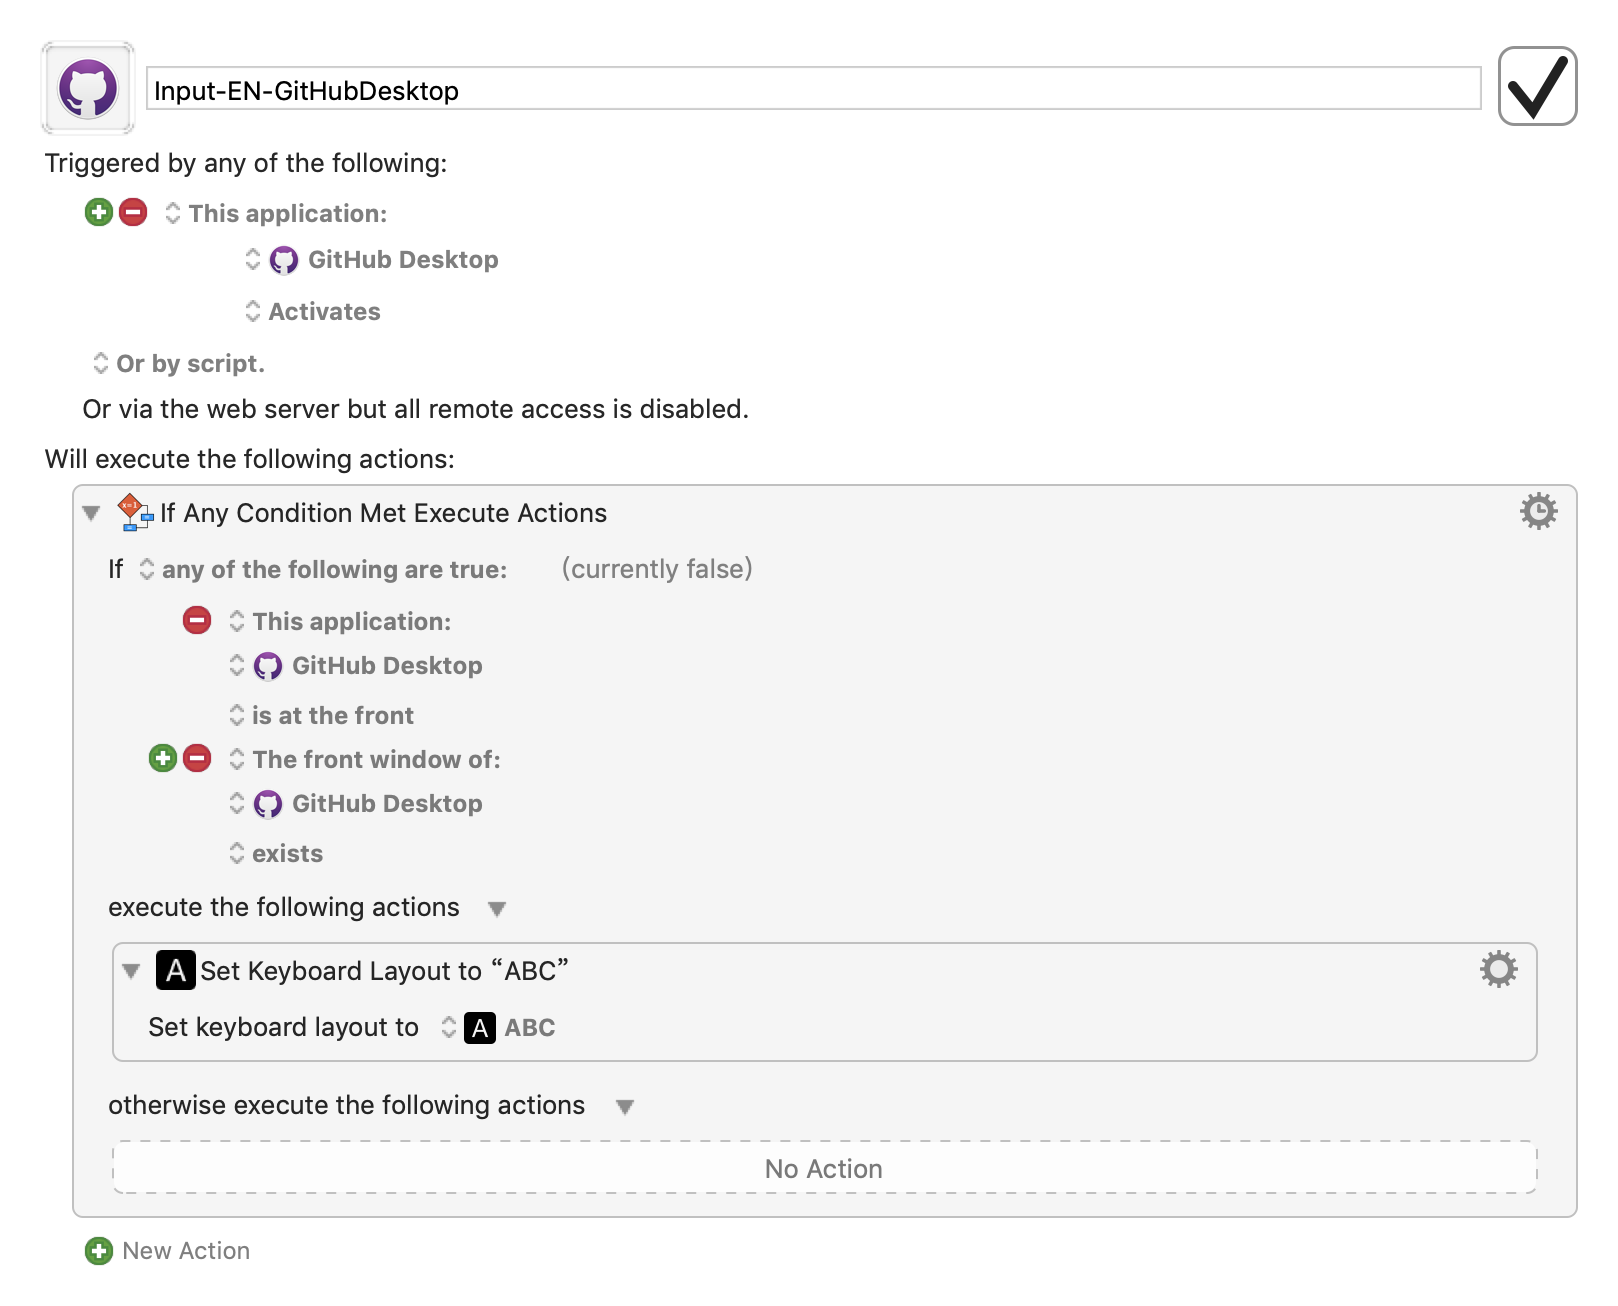 Input-EN-GitHubDesktop
Triggered by any of the following:
This application:
GitHub Desktop
Activates
Or by script.
Or via the web server but all remote access is disabled.
Will execute the following actions:
x=1
If Any Condition Met Execute Actions
If any of the following are true: (currently false)
This application:
GitHub Desktop
is at the front
The front window of:
GitHub Desktop
exists
execute the following actions
A Set Keyboard Layout to “ABC”
Set keyboard layout to A ABC
otherwise execute the following actions
No Action
New Action